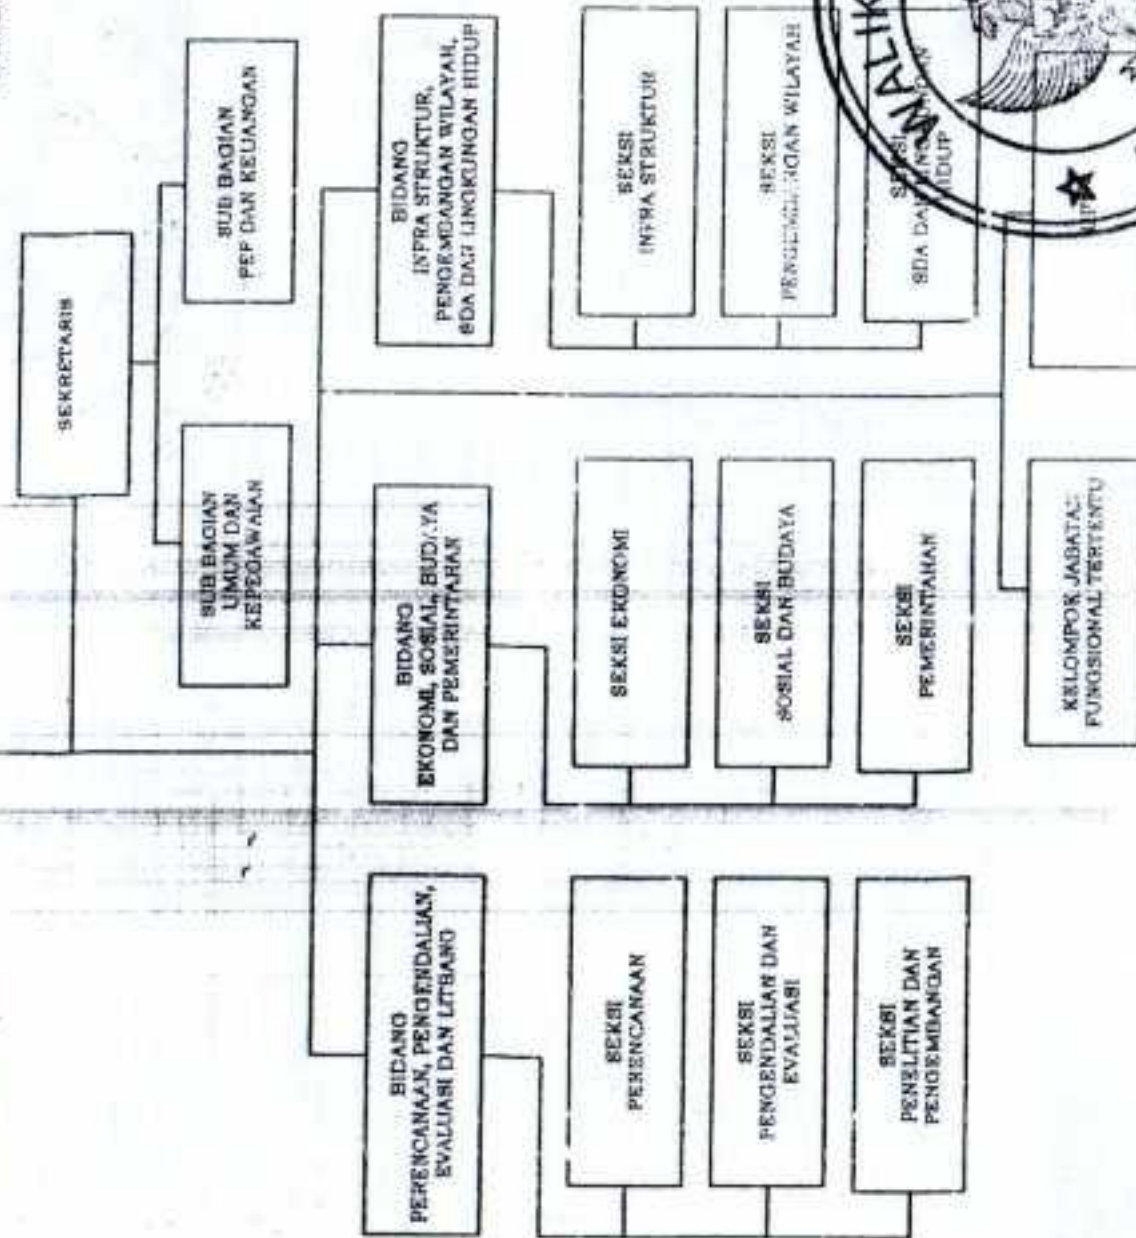 SEKRETARIS
SUB BAGIAN
UMUM DAN
KEPEGAWAIAN
SUB BAGIAN
PEP DAN KEUANGAN
BIDANG
PERENCANAAN, PENGENDALIAN,
EVALUASI DAN LITBANG
BIDANG
EKONOMI, SOSIAL, BUDAYA
DAN PEMERINTAHAN
BIDANG
INFRA STRUKTUR,
PENGEMBANGAN WILAYAH,
SDA DAN LINGKUNGAN HIDUP
SEKSI
PERENCANAAN
SEKSI
PENGENDALIAN DAN
EVALUASI
SEKSI
PENELITIAN DAN
PENGEMBANGAN
SEKSI EKONOMI
SEKSI
SOSIAL DAN BUDAYA
SEKSI
PEMERINTAHAN
SEKSI
INFRA STRUKTUR
SEKSI
PENGEMBANGAN WILAYAH
SEKSI
SDA DAN
HIDUP
KELOMPOK JABATAN
FUNGSIONAL TERTENTU
WALIK